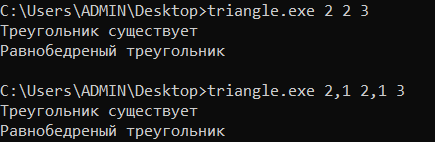 C:\Users\ADMIN\Desktop>triangle.exe 2 2 3
Треугольник существует
Равнобедреный треугольник
C:\Users\ADMIN\Desktop>triangle.exe 2,1 2,1 3
Треугольник существует
Равнобедреный треугольник